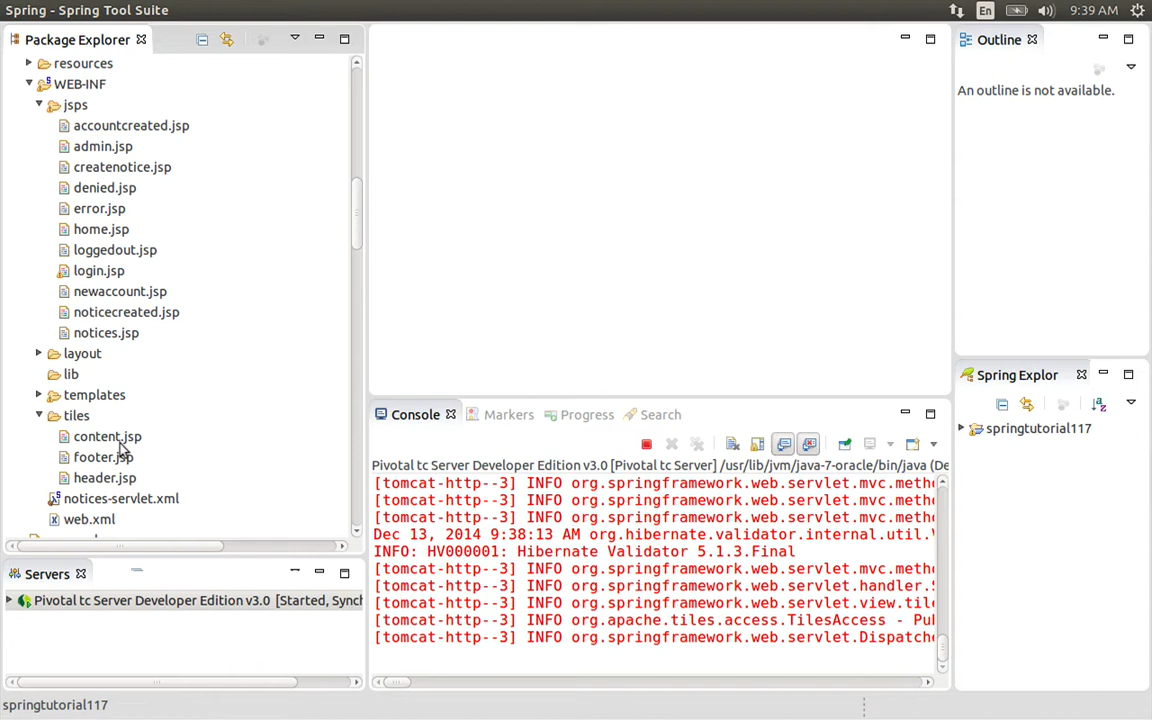 Spring - Spring Tool Suite
En
9:39 AM
Package Explorer
resources
WEB-INF
jsps
accountcreated.jsp
admin.jsp
createnotice.jsp
denied.jsp
error.jsp
home.jsp
loggedout.jsp
login.jsp
newaccount.jsp
noticecreated.jsp
notices.jsp
layout
lib
templates
tiles
content.jsp
footer.jsp
header.jsp
notices-servlet.xml
web.xml
Servers
Pivotal tc Server Developer Edition v3.0 [Started, Synch
Console
Markers
Progress
Search
Pivotal tc Server Developer Edition v3.0 [Pivotal tc Server] /usr/lib/jvm/java-7-oracle/bin/java (De
[tomcat-http--3] INFO org.springframework.web.servlet.mvc.metho
[tomcat-http--3] INFO org.springframework.web.servlet.mvc.metho
[tomcat-http--3] INFO org.springframework.web.servlet.mvc.metho
Dec 13, 2014 9:38:13 AM org.hibernate.validator.internal.util.V
INFO: HV000001: Hibernate Validator 5.1.3.Final
[tomcat-http--3] INFO org.springframework.web.servlet.mvc.metho
[tomcat-http--3] INFO org.springframework.web.servlet.handler.S
[tomcat-http--3] INFO org.springframework.web.servlet.view.tile
[tomcat-http--3] INFO org.apache.tiles.access.TilesAccess - Pu
[tomcat-http--3] INFO org.springframework.web.servlet.Dispatche
Outline
An outline is not available.
Spring Explor
springtutorial117
springtutorial117